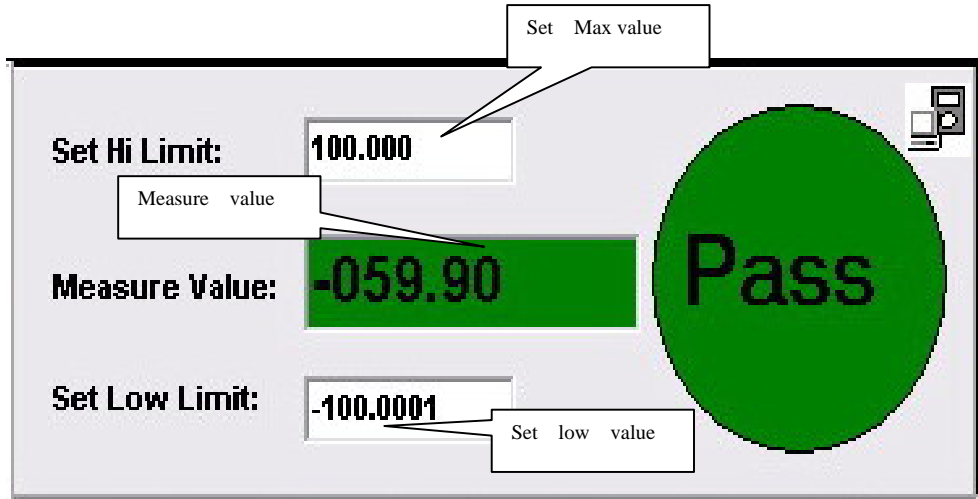 Set Max value
Set Hi Limit:
100.000
Measure value
Measure Value:
-059.90
Pass
Set Low Limit:
-100.0001
Set low value